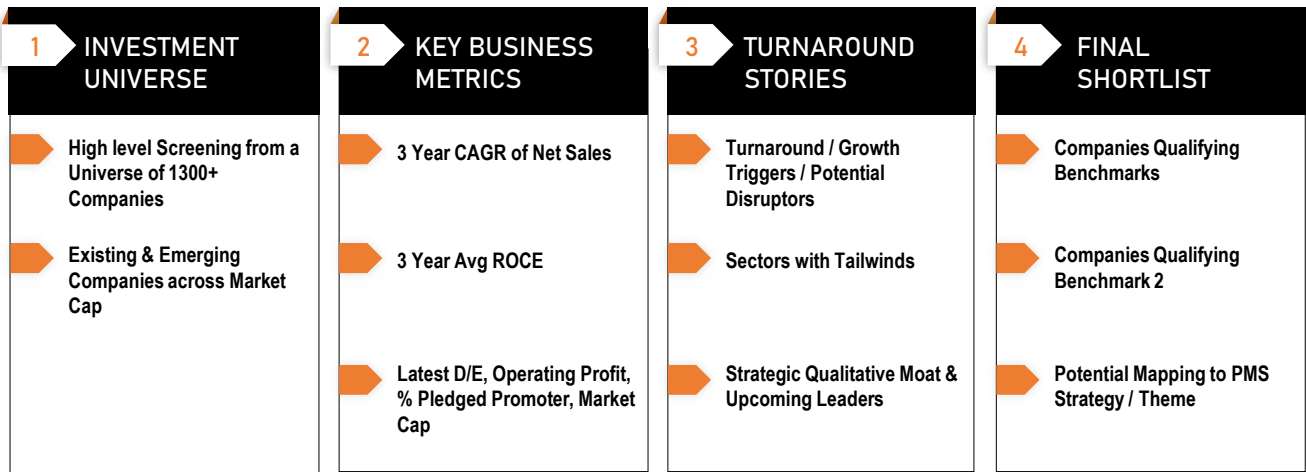 1
INVESTMENT
UNIVERSE
High level Screening from a
Universe of 1300+
Companies
Existing & Emerging
Companies across Market
Cap
2
KEY BUSINESS
METRICS
3 Year CAGR of Net Sales
3 Year Avg ROCE
Latest D/E, Operating Profit,
% Pledged Promoter, Market
Cap
3
TURNAROUND
STORIES
Turnaround / Growth
Triggers / Potential
Disruptors
Sectors with Tailwinds
Strategic Qualitative Moat &
Upcoming Leaders
4
FINAL
SHORTLIST
Companies Qualifying
Benchmarks
Companies Qualifying
Benchmark 2
Potential Mapping to PMS
Strategy / Theme